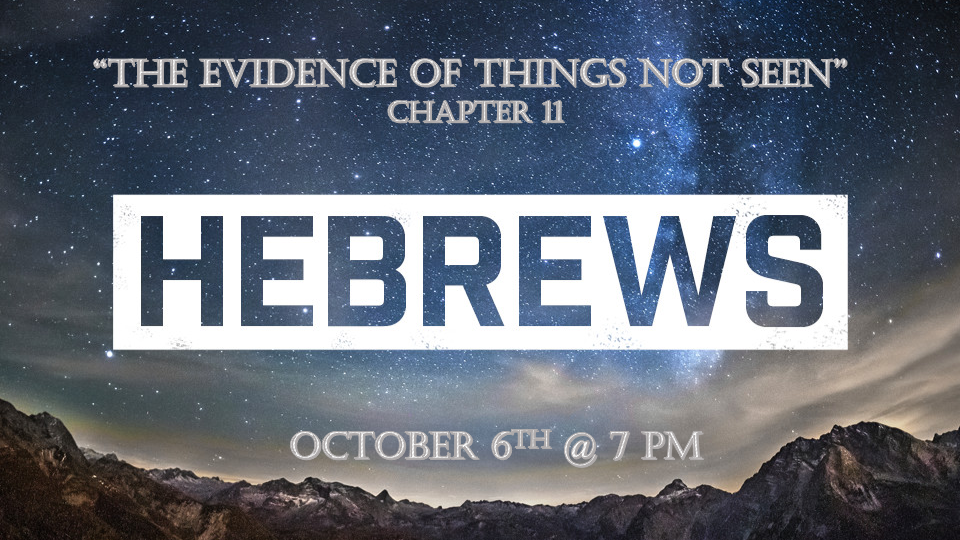 “THE EVIDENCE OF THINGS NOT SEEN”
CHAPTER 11
HEBREWS
OCTOBER 6TH @ 7 PM